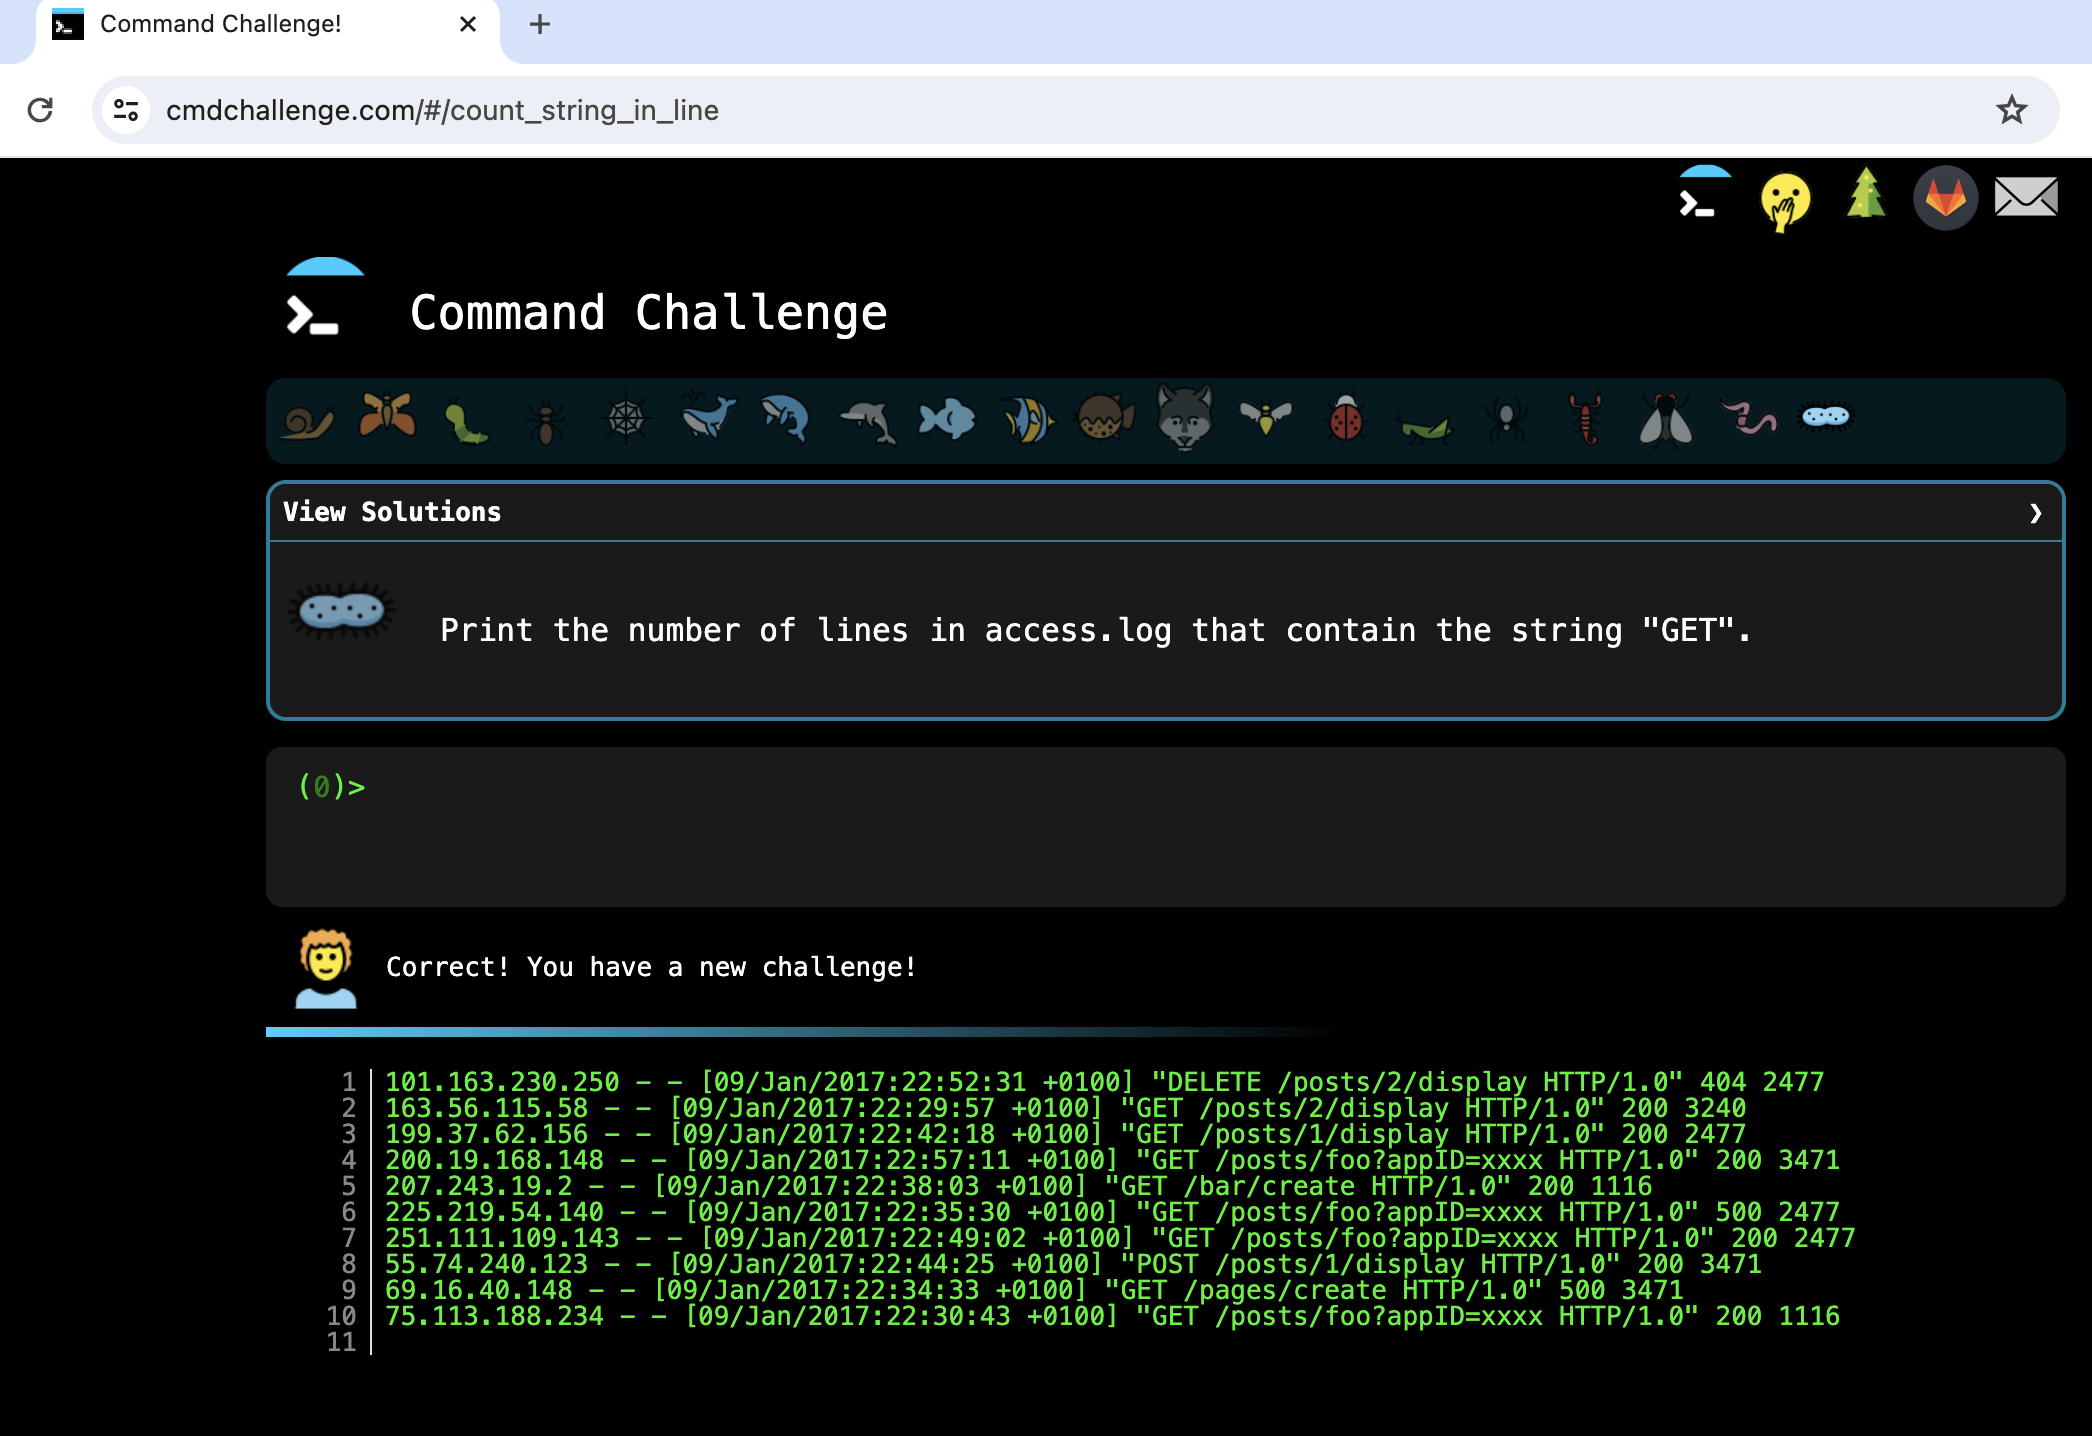 Command Challenge!
cmdchallenge.com/#/count_string_in_line
Command Challenge
View Solutions
Print the number of lines in access.log that contain the string "GET".
(0)>
Correct! You have a new challenge!
1 101.163.230.250 - - [09/Jan/2017:22:52:31 +0100] "DELETE /posts/2/display HTTP/1.0" 404 2477
2 163.56.115.58 - - [09/Jan/2017:22:29:57 +0100] "GET /posts/2/display HTTP/1.0" 200 3240
3 199.37.62.156 - - [09/Jan/2017:22:42:18 +0100] "GET /posts/1/display HTTP/1.0" 200 2477
4 200.19.168.148 - - [09/Jan/2017:22:57:11 +0100] "GET /posts/foo?appID=xxxx HTTP/1.0" 200 3471
5 207.243.19.2 - - [09/Jan/2017:22:38:03 +0100] "GET /bar/create HTTP/1.0" 200 1116
6 225.219.54.140 - - [09/Jan/2017:22:35:30 +0100] "GET /posts/foo?appID=xxxx HTTP/1.0" 500 2477
7 251.111.109.143 - - [09/Jan/2017:22:49:02 +0100] "GET /posts/foo?appID=xxxx HTTP/1.0" 200 2477
8 55.74.240.123 - - [09/Jan/2017:22:44:25 +0100] "POST /posts/1/display HTTP/1.0" 200 3471
9 69.16.40.148 - - [09/Jan/2017:22:34:33 +0100] "GET /pages/create HTTP/1.0" 500 3471
10 75.113.188.234 - - [09/Jan/2017:22:30:43 +0100] "GET /posts/foo?appID=xxxx HTTP/1.0" 200 1116
11